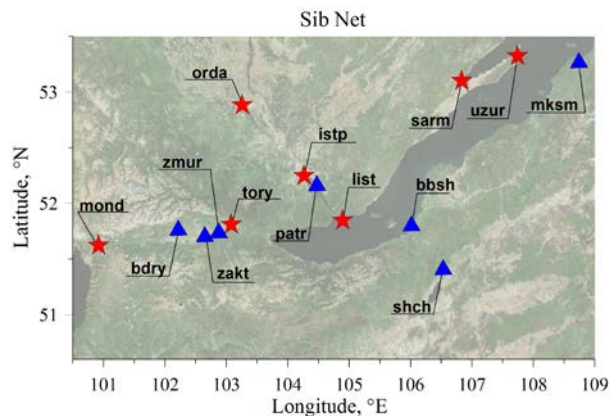 Sib Net
orda
53
sarm
uzur
mksm
istp
zmur
tory
list
bbsh
52
mond
patr
bdry
zakt
shch
51
Latitude, °N
101 102 103 104 105 106 107 108 109
Longitude, °E